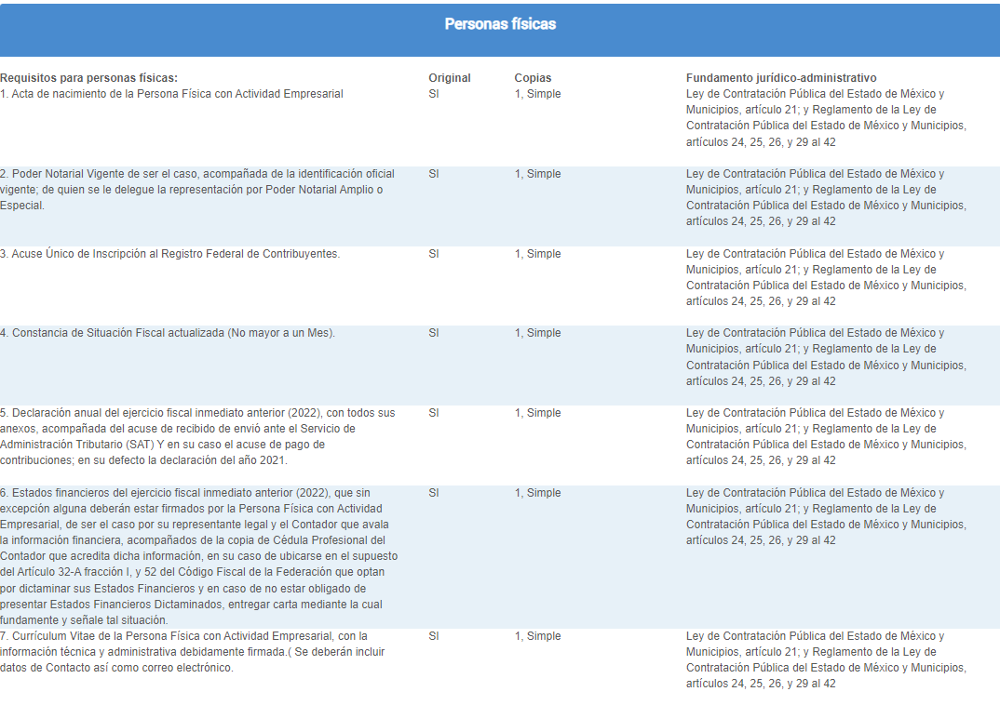 Personas físicas
Requisitos para personas físicas: Original Copias Fundamento jurídico-administrativo
1. Acta de nacimiento de la Persona Física con Actividad Empresarial SI 1, Simple Ley de Contratación Pública del Estado de México y
Municipios, artículo 21; y Reglamento de la Ley de
Contratación Pública del Estado de México y Municipios,
artículos 24, 25, 26, y 29 al 42
2. Poder Notarial Vigente de ser el caso, acompañada de la identificación oficial SI 1, Simple Ley de Contratación Pública del Estado de México y
vigente; de quien se le delegue la representación por Poder Notarial Amplio o Municipios, artículo 21; y Reglamento de la Ley de
Especial. Contratación Pública del Estado de México y Municipios,
artículos 24, 25, 26, y 29 al 42
3. Acuse Único de Inscripción al Registro Federal de Contribuyentes. SI 1, Simple Ley de Contratación Pública del Estado de México y
Municipios, artículo 21; y Reglamento de la Ley de
Contratación Pública del Estado de México y Municipios,
artículos 24, 25, 26, y 29 al 42
4. Constancia de Situación Fiscal actualizada (No mayor a un Mes). SI 1, Simple Ley de Contratación Pública del Estado de México y
Municipios, artículo 21; y Reglamento de la Ley de
Contratación Pública del Estado de México y Municipios,
artículos 24, 25, 26, y 29 al 42
5. Declaración anual del ejercicio fiscal inmediato anterior (2022), con todos sus SI 1, Simple Ley de Contratación Pública del Estado de México y
anexos, acompañada del acuse de recibido de envió ante el Servicio de Municipios, artículo 21; y Reglamento de la Ley de
Administración Tributario (SAT) Y en su caso el acuse de pago de Contratación Pública del Estado de México y Municipios,
contribuciones; en su defecto la declaración del año 2021. artículos 24, 25, 26, y 29 al 42
6. Estados financieros del ejercicio fiscal inmediato anterior (2022), que sin SI 1, Simple Ley de Contratación Pública del Estado de México y
excepción alguna deberán estar firmados por la Persona Física con Actividad Municipios, artículo 21; y Reglamento de la Ley de
Empresarial, de ser el caso por su representante legal y el Contador que avala Contratación Pública del Estado de México y Municipios,
la información financiera, acompañados de la copia de Cédula Profesional del artículos 24, 25, 26, y 29 al 42
Contador que acredita dicha información, en su caso de ubicarse en el supuesto
del Artículo 32-A fracción I, y 52 del Código Fiscal de la Federación que optan
por dictaminar sus Estados Financieros y en caso de no estar obligado de
presentar Estados Financieros Dictaminados, entregar carta mediante la cual
fundamente y señale tal situación.
7. Currículum Vitae de la Persona Física con Actividad Empresarial, con la SI 1, Simple Ley de Contratación Pública del Estado de México y
información técnica y administrativa debidamente firmada.( Se deberán incluir Municipios, artículo 21; y Reglamento de la Ley de
datos de Contacto así como correo electrónico. Contratación Pública del Estado de México y Municipios,
artículos 24, 25, 26, y 29 al 42